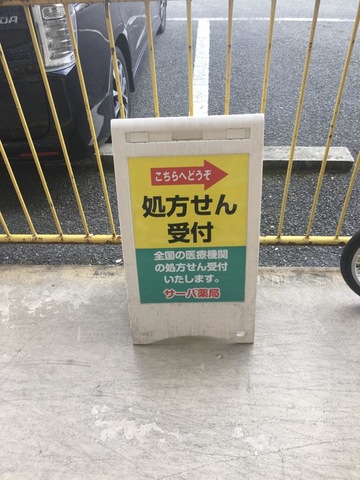 こちらへどうぞ
処方せん
受付
全国の医療機関
の処方せん受付
いたします。
サーバ薬局